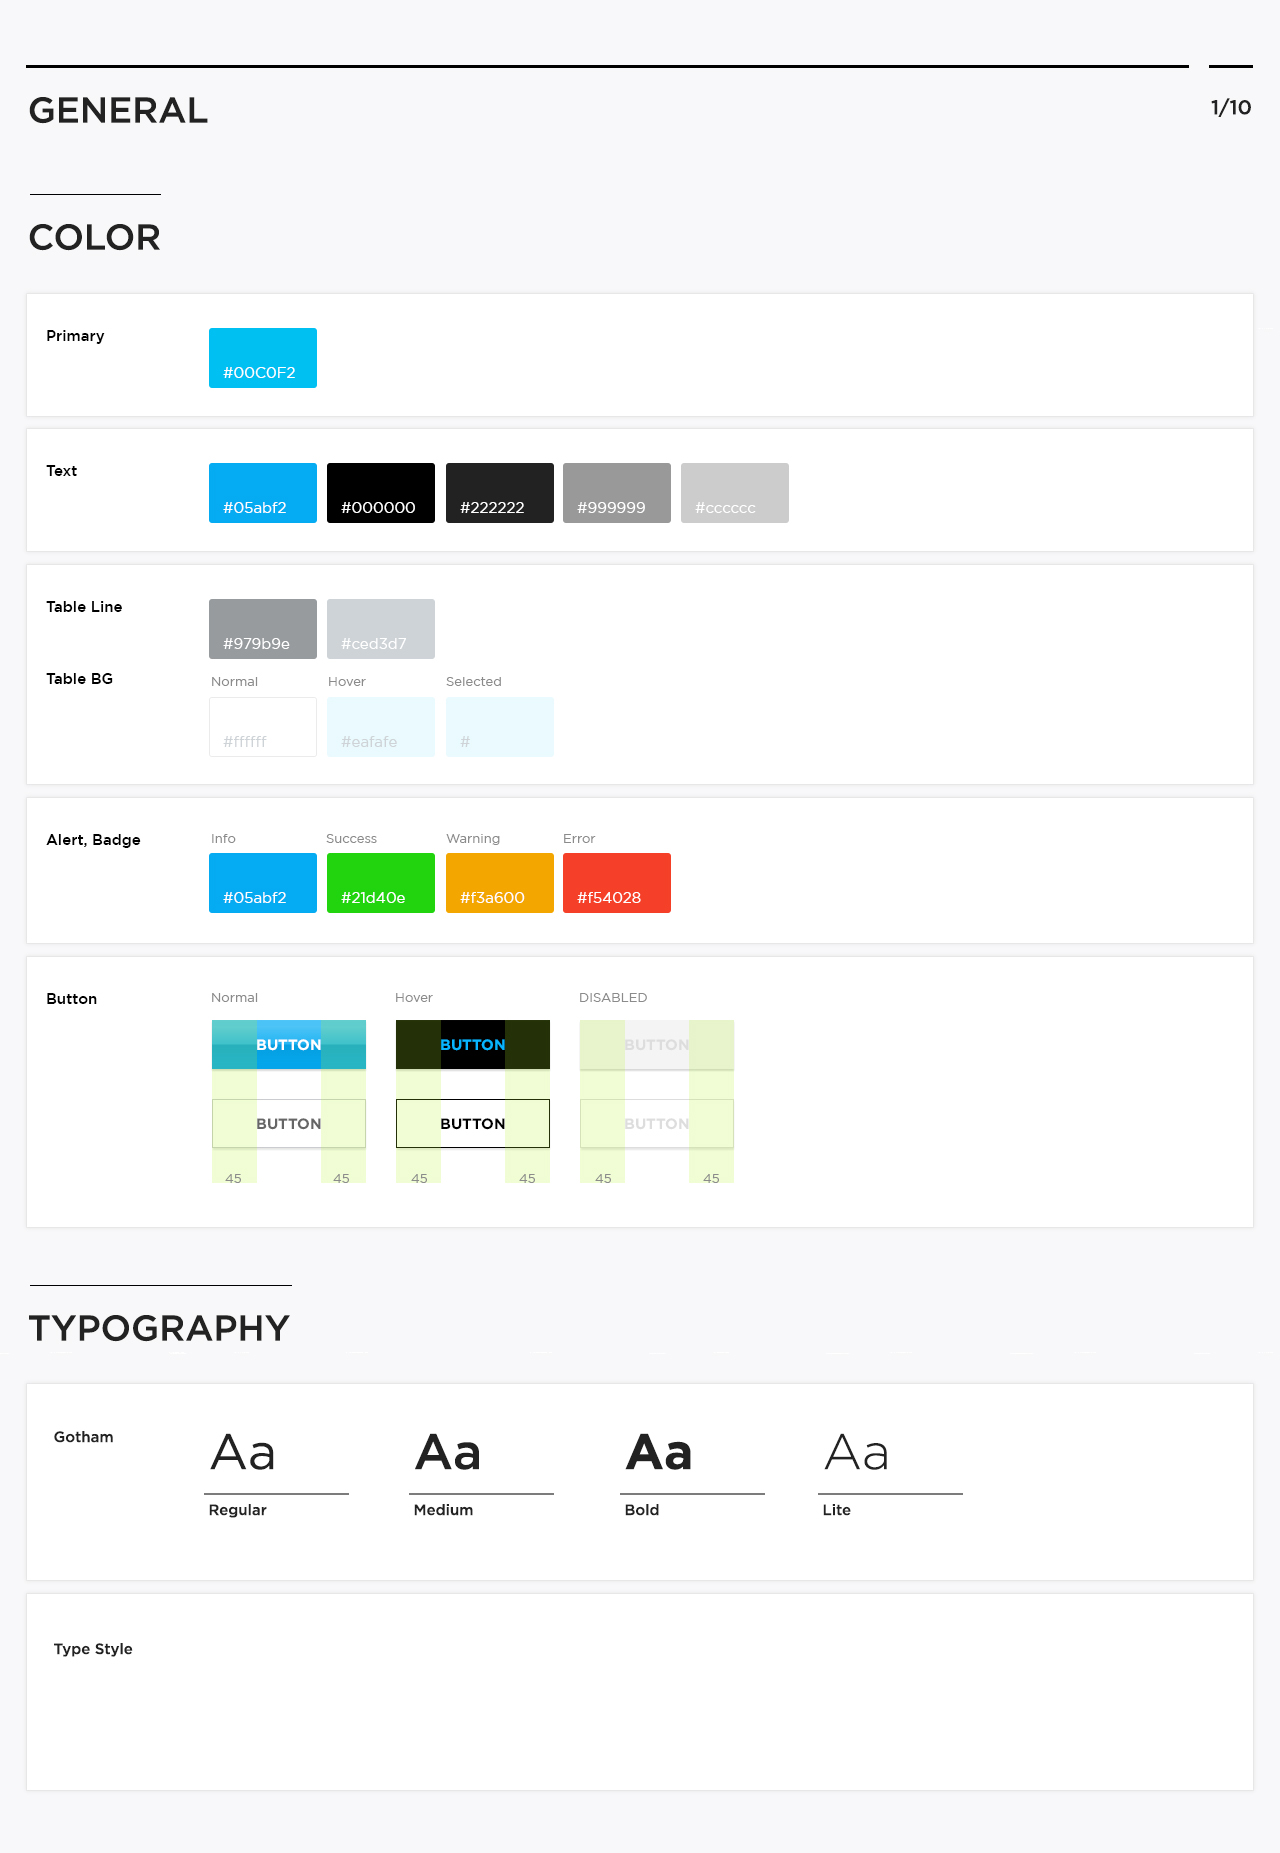 GENERAL
1/10
COLOR
Primary
#00C0F2
Text
#05abf2 #000000 #222222 #999999 #cccccc
Table Line
#979b9e #ced3d7
Table BG
Normal Hover Selected
#ffffff #eafafe #
Alert, Badge
Info Success Warning Error
#05abf2 #21d40e #f3a600 #f54028
Button
Normal Hover DISABLED
BUTTON BUTTON BUTTON
BUTTON BUTTON BUTTON
45 45 45 45 45 45
TYPOGRAPHY
Gotham
Aa Aa Aa Aa
Regular Medium Bold Lite
Type Style